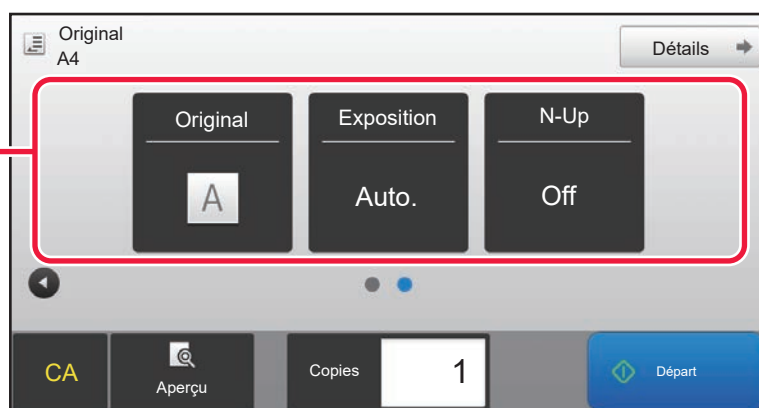 Original
A4
Détails
Original
Exposition
N-Up
A
Auto.
Off
CA
Aperçu
Copies
1
Départ